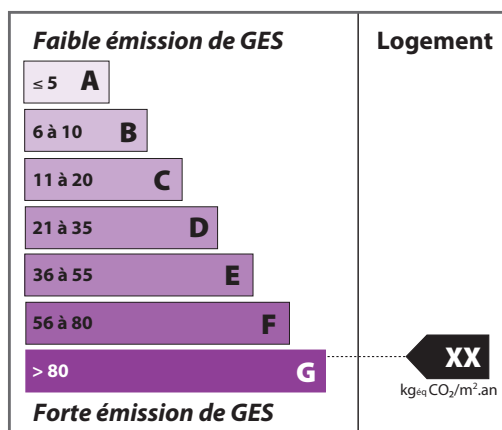 Faible émission de GES
Logement
≤ 5 A
6 à 10 B
11 à 20 C
21 à 35 D
36 à 55 E
56 à 80 F
> 80 G
XX
kgéq CO₂/m².an
Forte émission de GES